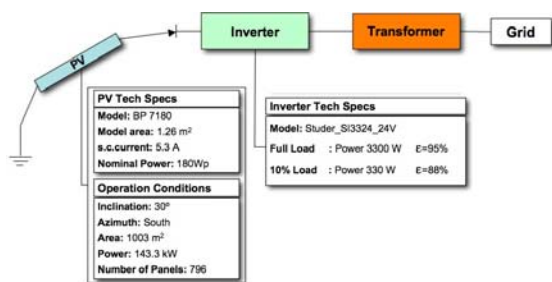 Inverter
Transformer
Grid
PV
PV Tech Specs
Model: BP 7180
Model area: 1.26 m²
s.c.current: 5.3 A
Nominal Power: 180Wp
Operation Conditions
Inclination: 30º
Azimuth: South
Area: 1003 m²
Power: 143.3 kW
Number of Panels: 796
Inverter Tech Specs
Model: Studer_SI3324_24V
Full Load : Power 3300 W Ɛ=95%
10% Load : Power 330 W Ɛ=88%